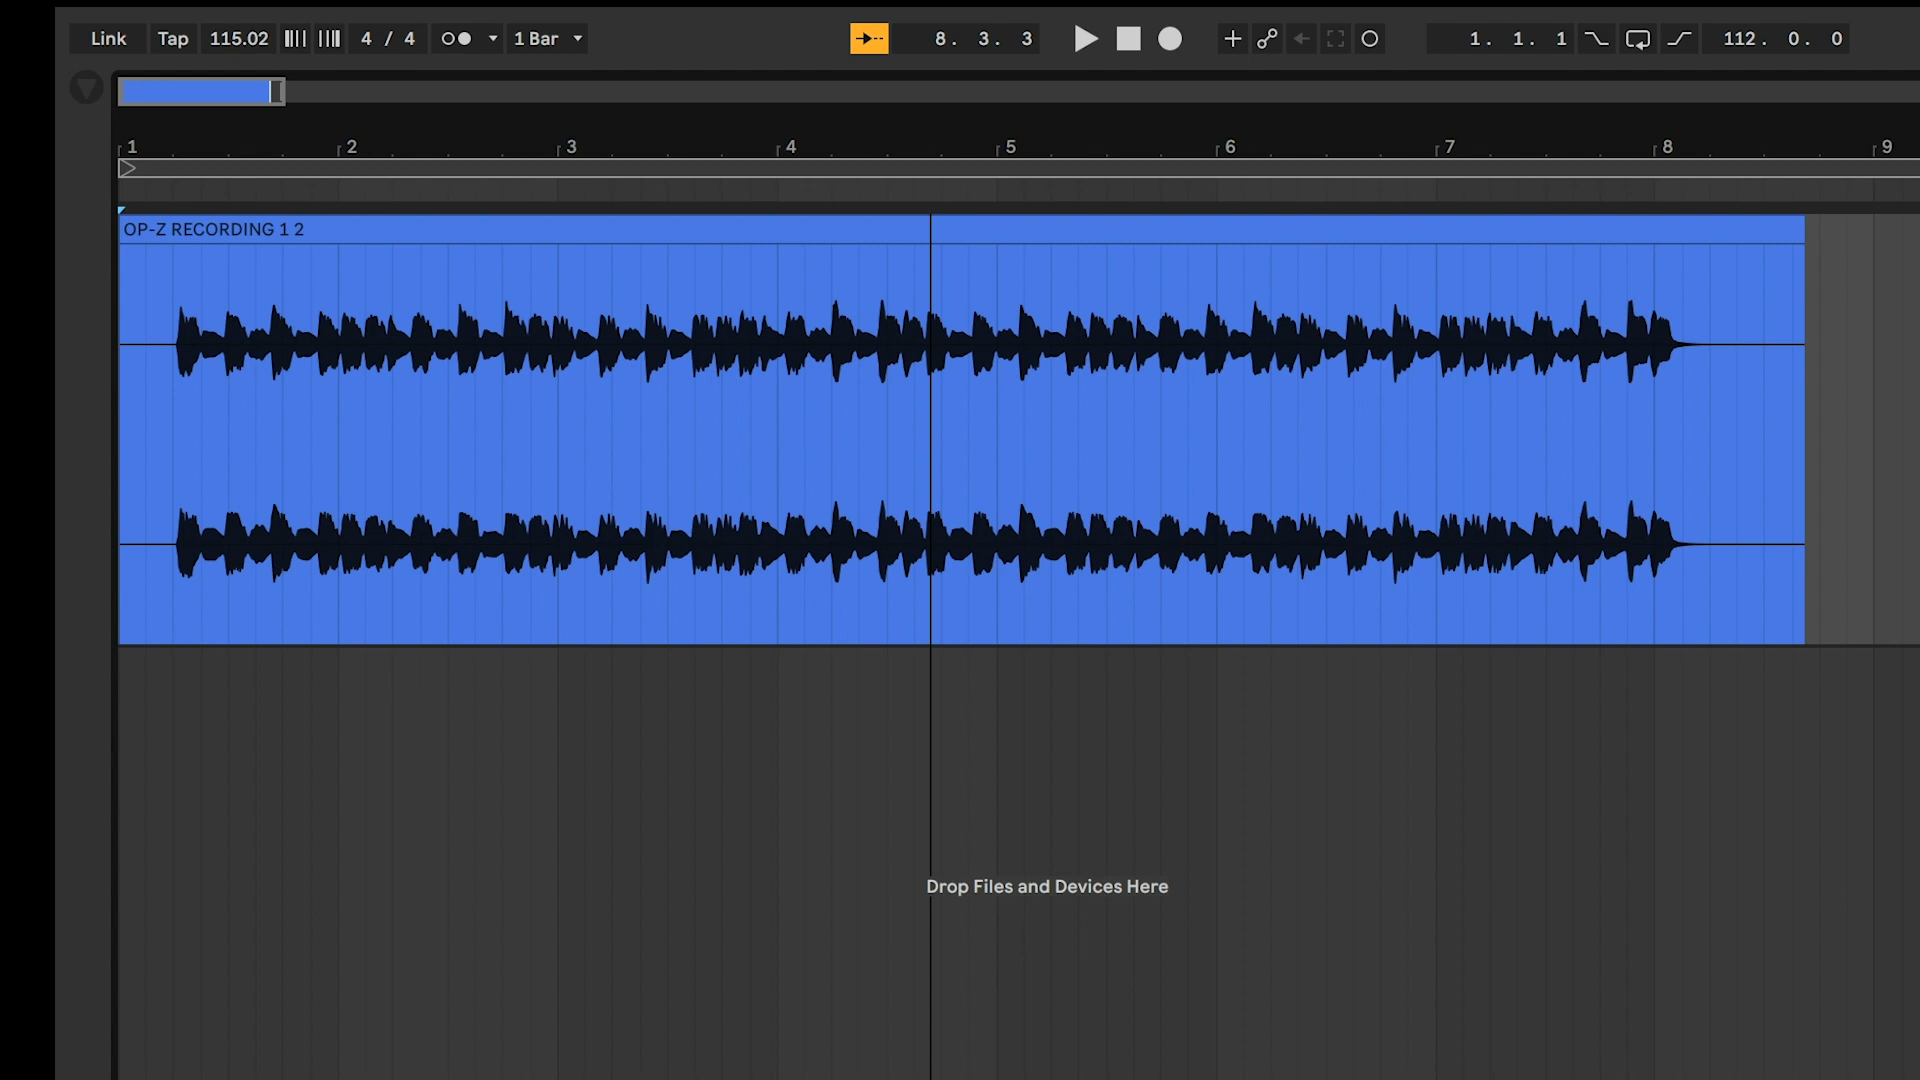 Link Tap 115.02 4 / 4 1 Bar 8. 3. 3 1. 1. 1 112. 0. 0
1 2 3 4 5 6 7 8 9
OP-Z RECORDING 1 2
Drop Files and Devices Here